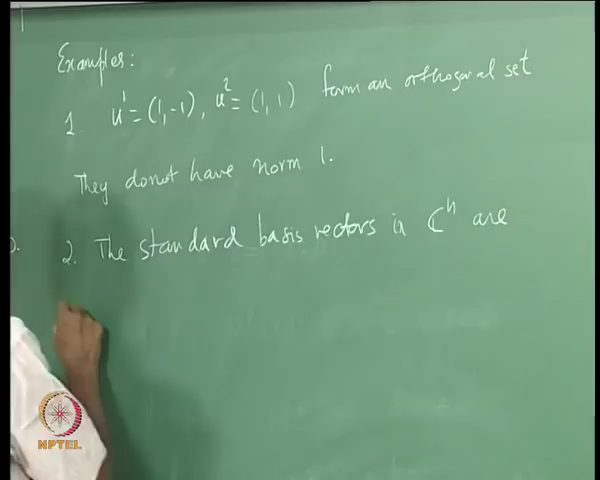 Examples:
1. u¹ = (1, -1), u² = (1, 1) form an orthogonal set
They donot have norm 1.
2. The standard basis vectors in ℂⁿ are
NPTEL